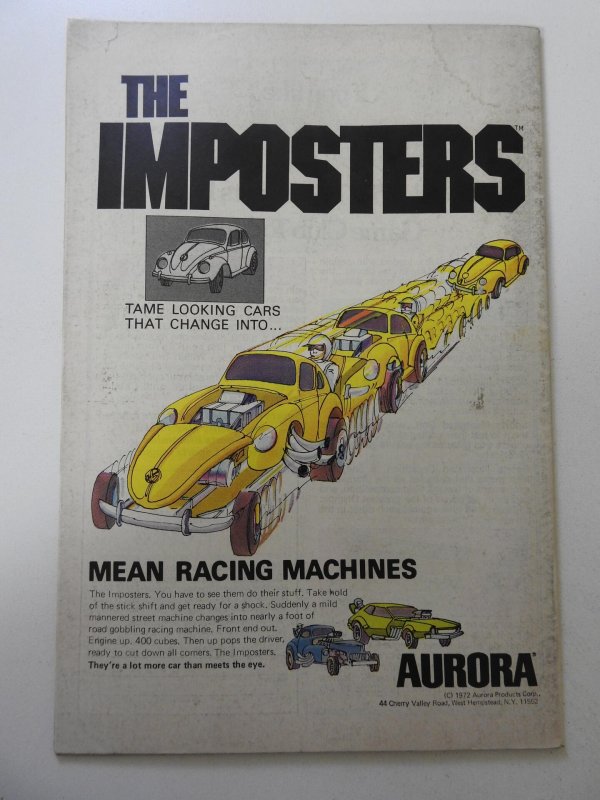 THE
IMPOSTERS™
TAME LOOKING CARS
THAT CHANGE INTO...
MEAN RACING MACHINES
The Imposters. You have to see them do their stuff. Take hold
of the stick shift and get ready for a shock. Suddenly a mild
mannered street machine changes into nearly a foot of
road gobbling racing machine. Front end out.
Engine up. 400 cubes. Then up pops the driver,
ready to cut down all corners. The Imposters.
They're a lot more car than meets the eye.
AURORA®
(C) 1972 Aurora Products Corp.,
44 Cherry Valley Road, West Hempstead, N.Y. 11552